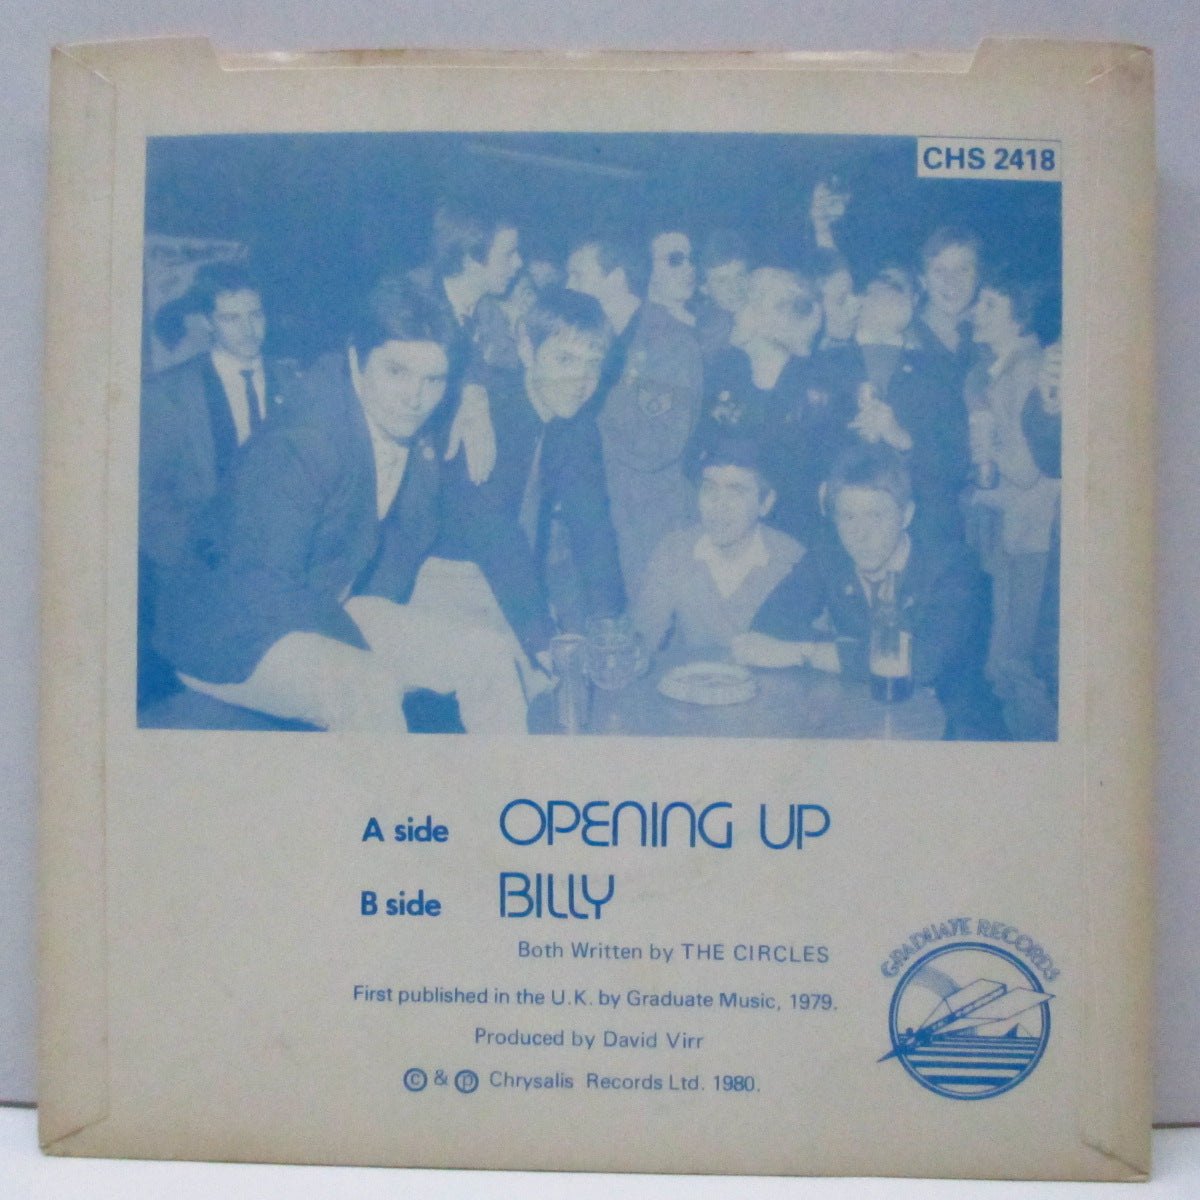 CHS 2418
A side OPENING UP
B side BILLY
Both Written by THE CIRCLES
First published in the U.K. by Graduate Music, 1979.
Produced by David Virr
© & ℗ Chrysalis Records Ltd. 1980.
GRADUATE RECORDS